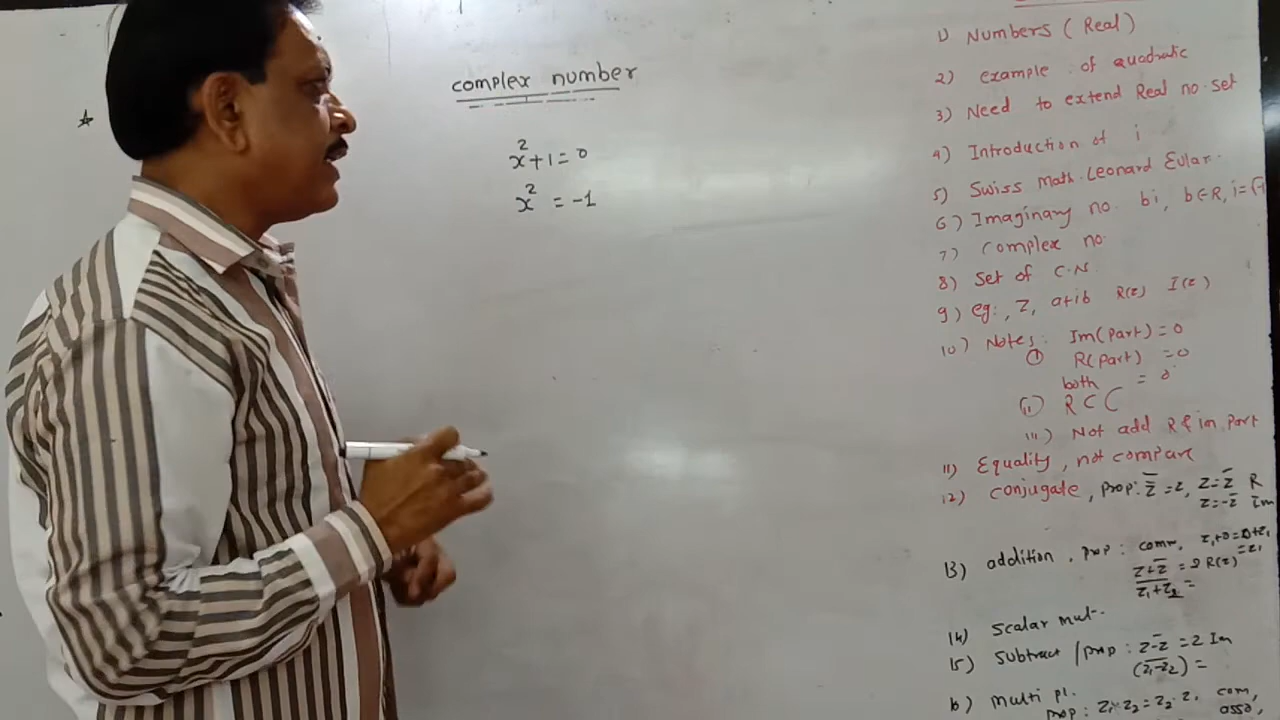 complex number
x²+1=0
x² = -1
1) Numbers (Real)
2) example of quadratic
3) Need to extend Real no. set
4) Introduction of i
5) Swiss Math. Leonard Eular.
6) Imaginary no. bi, b∈R, i=√-1
7) Complex no.
8) Set of C.N
9) eg:, Z, a+ib R(z) I(z)
10) Notes: Im(Part)=0
① R(Part) =0
both = 0
(ii) R⊂C
iii) Not add R & im. Part
11) Equality, not compare
12) Conjugate, prop: z̿=z, z=z̄ R
z=-z̄ Im
13) addition, prop: comm, z₁+0=0+z₁
=z₁
z+z̄ = 2R(z)
z₁+z₂ =
14) Scalar mul-.
15) Subtract / prop: z-z̄ =2 Im
(z₁-z₂) =
multi pl.
prop: z₁·z₂=z₂·z, com,
asso,